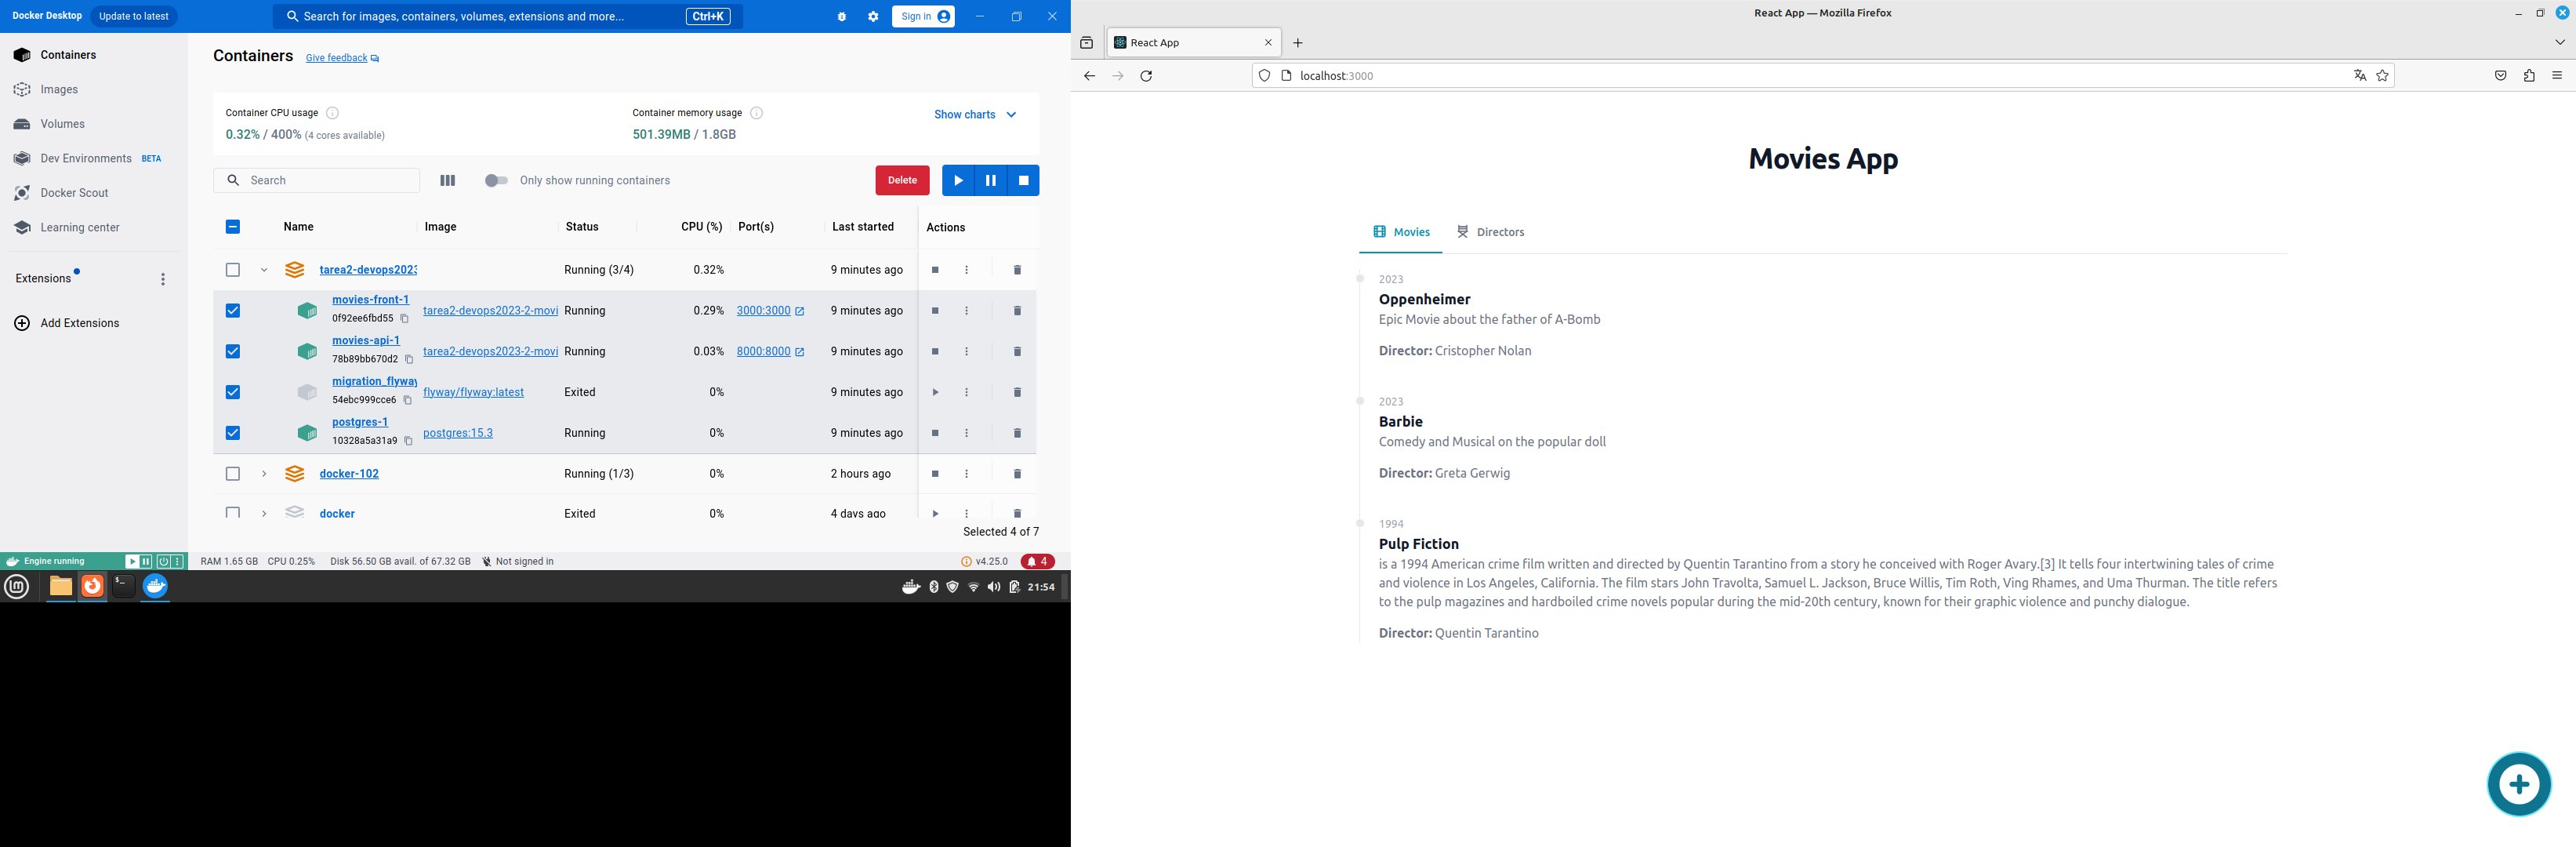 Docker Desktop Update to latest Search for images, containers, volumes, extensions and more... Ctrl+K Sign in
Containers
Images
Volumes
Dev Environments BETA
Docker Scout
Learning center
Extensions
Add Extensions
Containers Give feedback
Container CPU usage
0.32% / 400% (4 cores available)
Container memory usage
501.39MB / 1.8GB
Show charts
Search Only show running containers Delete
Name Image Status CPU (%) Port(s) Last started Actions
tarea2-devops2023 Running (3/4) 0.32% 9 minutes ago
movies-front-1
0f92ee6fbd55 tarea2-devops2023-2-movi Running 0.29% 3000:3000 9 minutes ago
movies-api-1
78b89bb670d2 tarea2-devops2023-2-movi Running 0.03% 8000:8000 9 minutes ago
migration_flyway
54ebc999cce6 flyway/flyway:latest Exited 0% 9 minutes ago
postgres-1
10328a5a31a9 postgres:15.3 Running 0% 9 minutes ago
docker-102 Running (1/3) 0% 2 hours ago
docker Exited 0% 4 days ago
Selected 4 of 7
Engine running RAM 1.65 GB CPU 0.25% Disk 56.50 GB avail. of 67.32 GB Not signed in v4.25.0 4
21:54
React App — Mozilla Firefox
React App
localhost:3000
Movies App
Movies Directors
2023
Oppenheimer
Epic Movie about the father of A-Bomb
Director: Cristopher Nolan
2023
Barbie
Comedy and Musical on the popular doll
Director: Greta Gerwig
1994
Pulp Fiction
is a 1994 American crime film written and directed by Quentin Tarantino from a story he conceived with Roger Avary.[3] It tells four intertwining tales of crime
and violence in Los Angeles, California. The film stars John Travolta, Samuel L. Jackson, Bruce Willis, Tim Roth, Ving Rhames, and Uma Thurman. The title refers
to the pulp magazines and hardboiled crime novels popular during the mid-20th century, known for their graphic violence and punchy dialogue.
Director: Quentin Tarantino